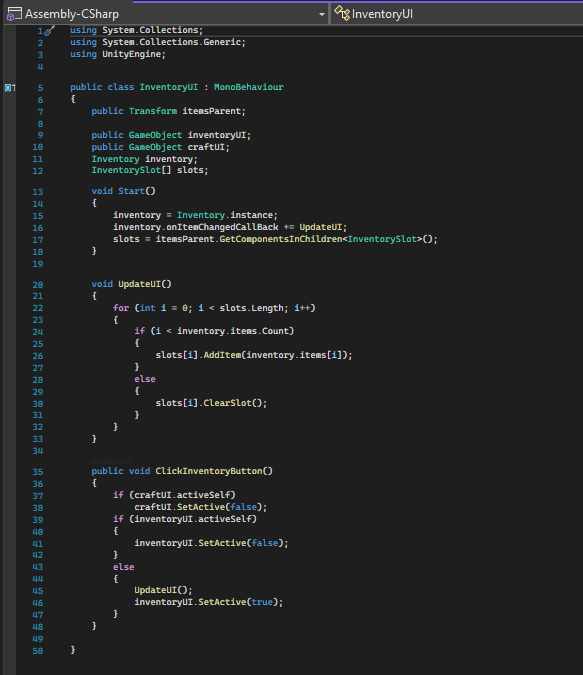 Assembly-CSharp InventoryUI
1 using System.Collections;
2 using System.Collections.Generic;
3 using UnityEngine;
4
5 public class InventoryUI : MonoBehaviour
6 {
7 public Transform itemsParent;
8
9 public GameObject inventoryUI;
10 public GameObject craftUI;
11 Inventory inventory;
12 InventorySlot[] slots;
13 void Start()
14 {
15 inventory = Inventory.instance;
16 inventory.onItemChangedCallBack += UpdateUI;
17 slots = itemsParent.GetComponentsInChildren<InventorySlot>();
18 }
19
20 void UpdateUI()
21 {
22 for (int i = 0; i < slots.Length; i++)
23 {
24 if (i < inventory.items.Count)
25 {
26 slots[i].AddItem(inventory.items[i]);
27 }
28 else
29 {
30 slots[i].ClearSlot();
31 }
32 }
33 }
34
35 public void ClickInventoryButton()
36 {
37 if (craftUI.activeSelf)
38 craftUI.SetActive(false);
39 if (inventoryUI.activeSelf)
40 {
41 inventoryUI.SetActive(false);
42 }
43 else
44 {
45 UpdateUI();
46 inventoryUI.SetActive(true);
47 }
48 }
49
50 }